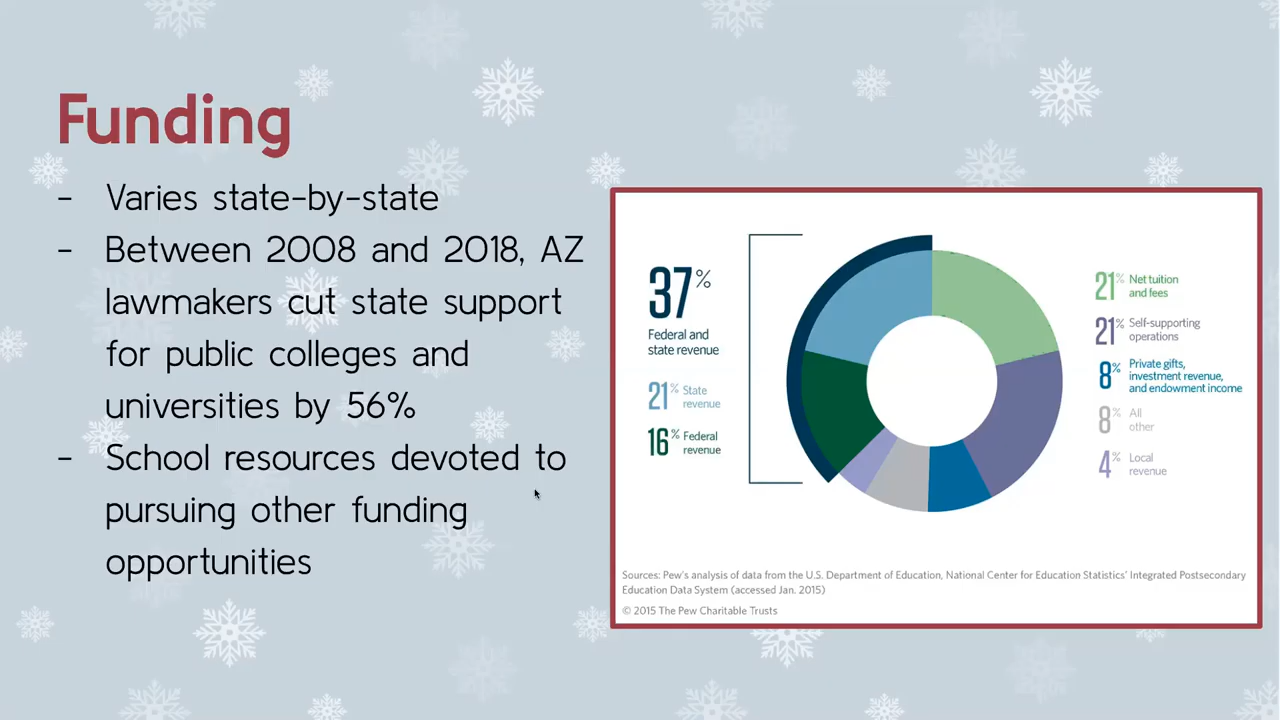 Funding
- Varies state-by-state
- Between 2008 and 2018, AZ
lawmakers cut state support
for public colleges and
universities by 56%
- School resources devoted to
pursuing other funding
opportunities
37%
Federal and
state revenue
21% State
revenue
16% Federal
revenue
21% Net tuition
and fees
21% Self-supporting
operations
8% Private gifts,
investment revenue,
and endowment income
8% All
other
4% Local
revenue
Sources: Pew's analysis of data from the U.S. Department of Education, National Center for Education Statistics' Integrated Postsecondary
Education Data System (accessed Jan. 2015)
© 2015 The Pew Charitable Trusts